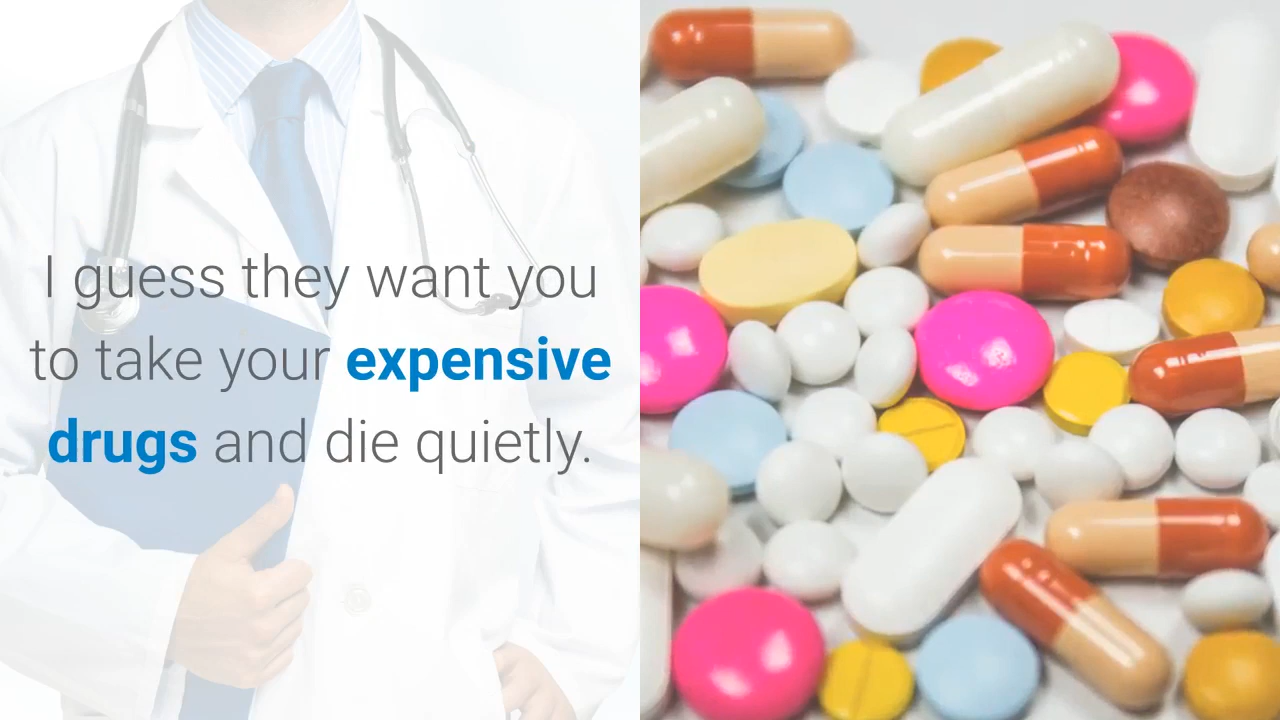 I guess they want you
to take your expensive
drugs and die quietly.